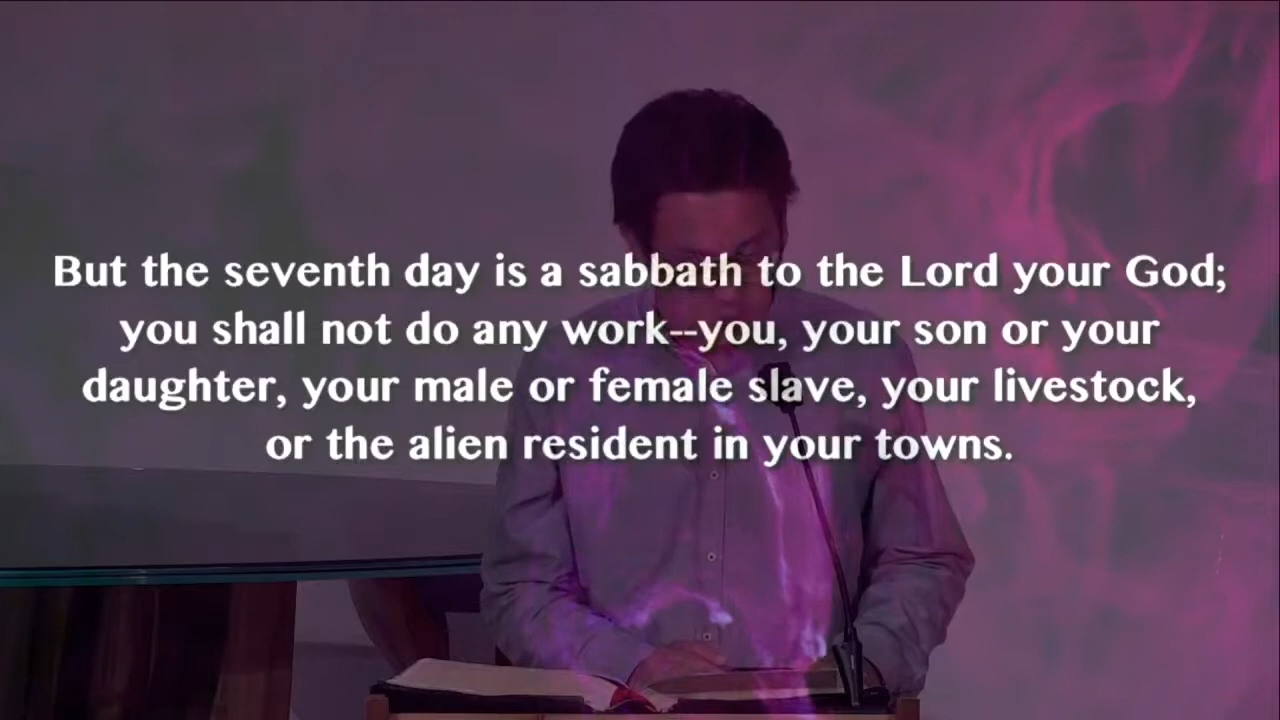 But the seventh day is a sabbath to the Lord your God;
you shall not do any work--you, your son or your
daughter, your male or female slave, your livestock,
or the alien resident in your towns.